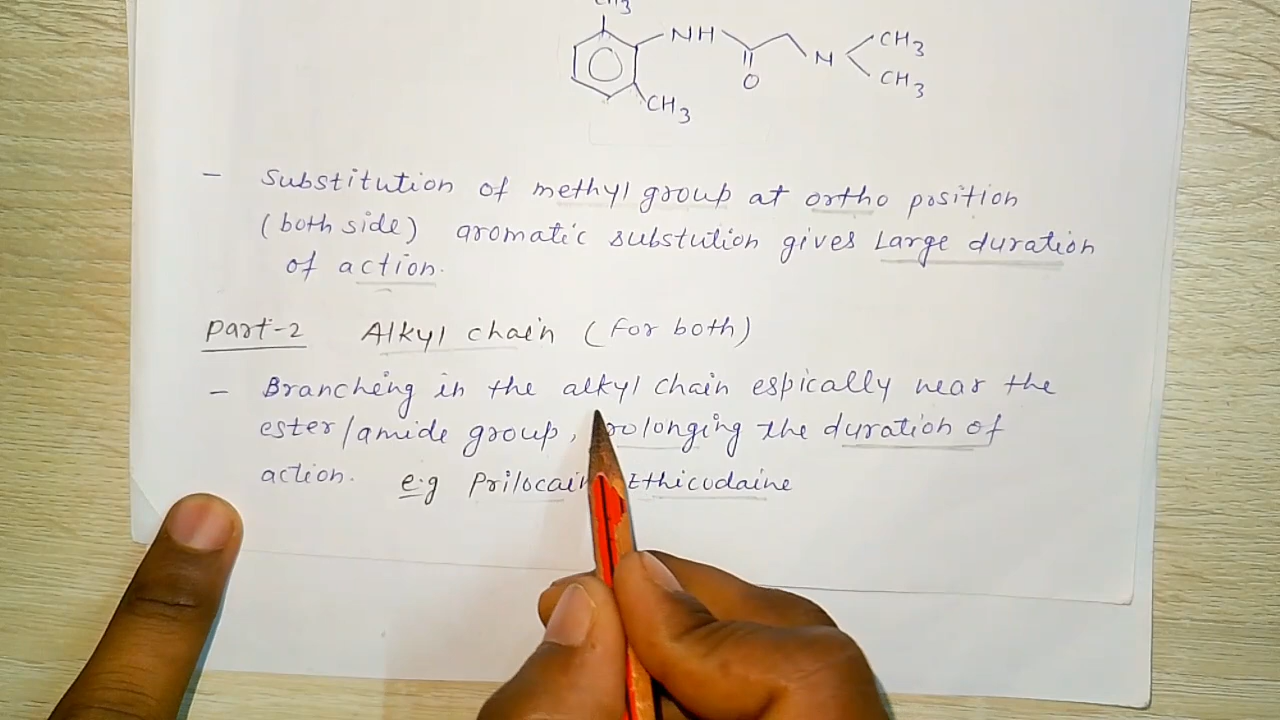 CH3
NH
N
CH3
O
CH3
CH3
- Substitution of methyl group at ortho position
(both side) aromatic substution gives Large duration
of action.
Part-2 Alkyl chain (For both)
- Branching in the alkyl chain espically near the
ester/amide group, rolonging the duration of
action. e.g Prilocain Ethicudaine